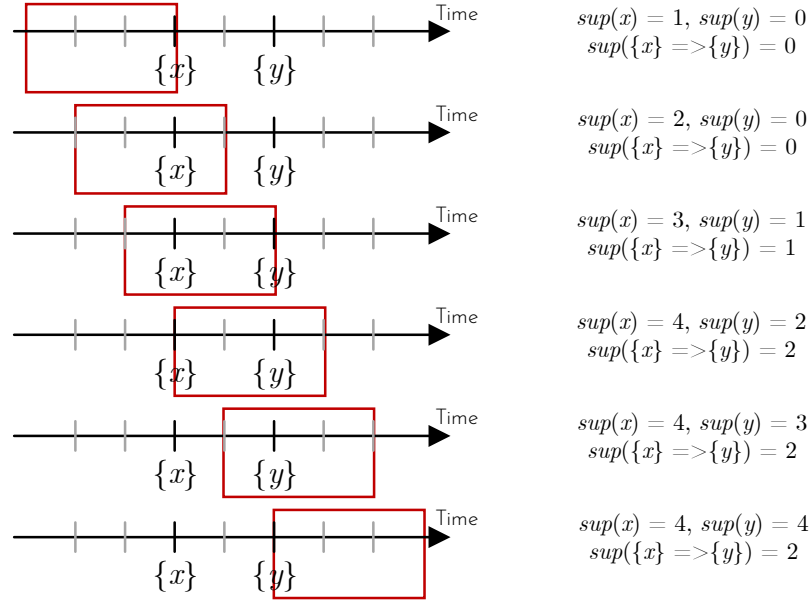 Time
{x} {y}
sup(x) = 1, sup(y) = 0
sup({x} =>{y}) = 0
Time
{x} {y}
sup(x) = 2, sup(y) = 0
sup({x} =>{y}) = 0
Time
{x} {y}
sup(x) = 3, sup(y) = 1
sup({x} =>{y}) = 1
Time
{x} {y}
sup(x) = 4, sup(y) = 2
sup({x} =>{y}) = 2
Time
{x} {y}
sup(x) = 4, sup(y) = 3
sup({x} =>{y}) = 2
Time
{x} {y}
sup(x) = 4, sup(y) = 4
sup({x} =>{y}) = 2